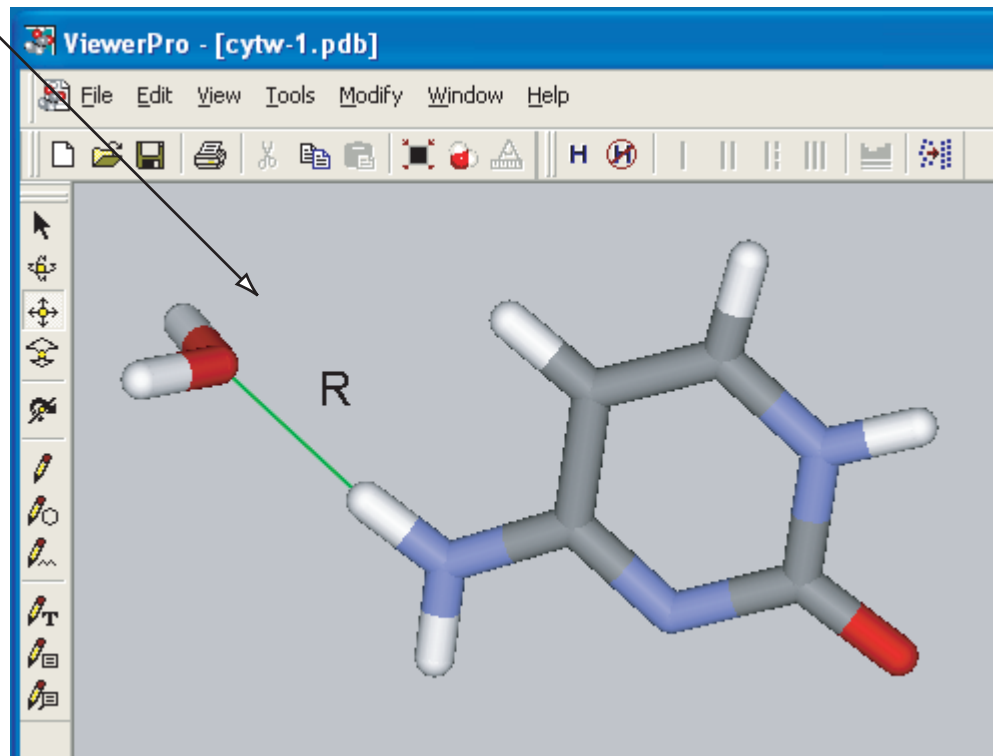 ViewerPro - [cytw-1.pdb]
File Edit View Tools Modify Window Help
H H
T
R